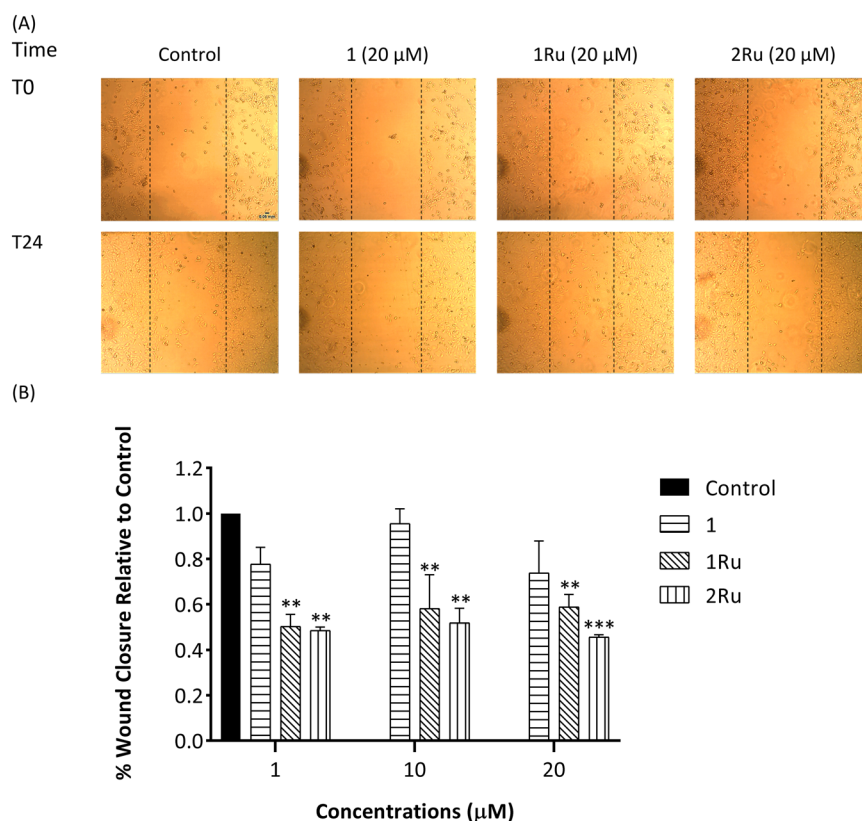 (A)
Time Control 1 (20 µM) 1Ru (20 µM) 2Ru (20 µM)
T0
T24
(B)
% Wound Closure Relative to Control
1.2
1.0
0.8
0.6
0.4
0.2
0.0
** **
** **
** ***
1 10 20
Concentrations (µM)
Control
1
1Ru
2Ru